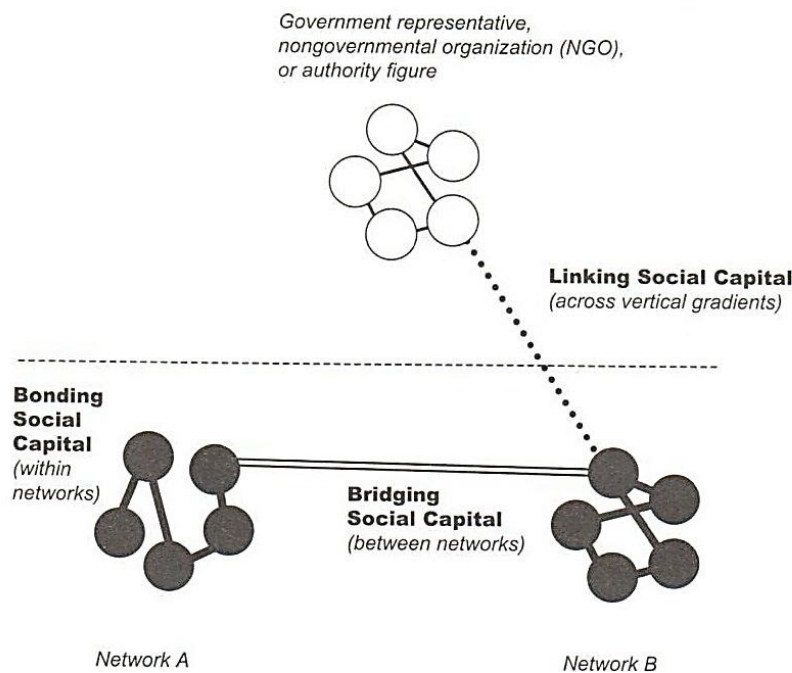 Government representative,
nongovernmental organization (NGO),
or authority figure
Linking Social Capital
(across vertical gradients)
Bonding
Social
Capital
(within
networks)
Bridging
Social Capital
(between networks)
Network A
Network B